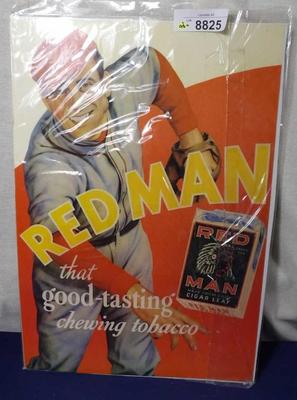 8825
RED MAN
that
good-tasting
chewing tobacco
RED
MAN
CIGAR LEAF